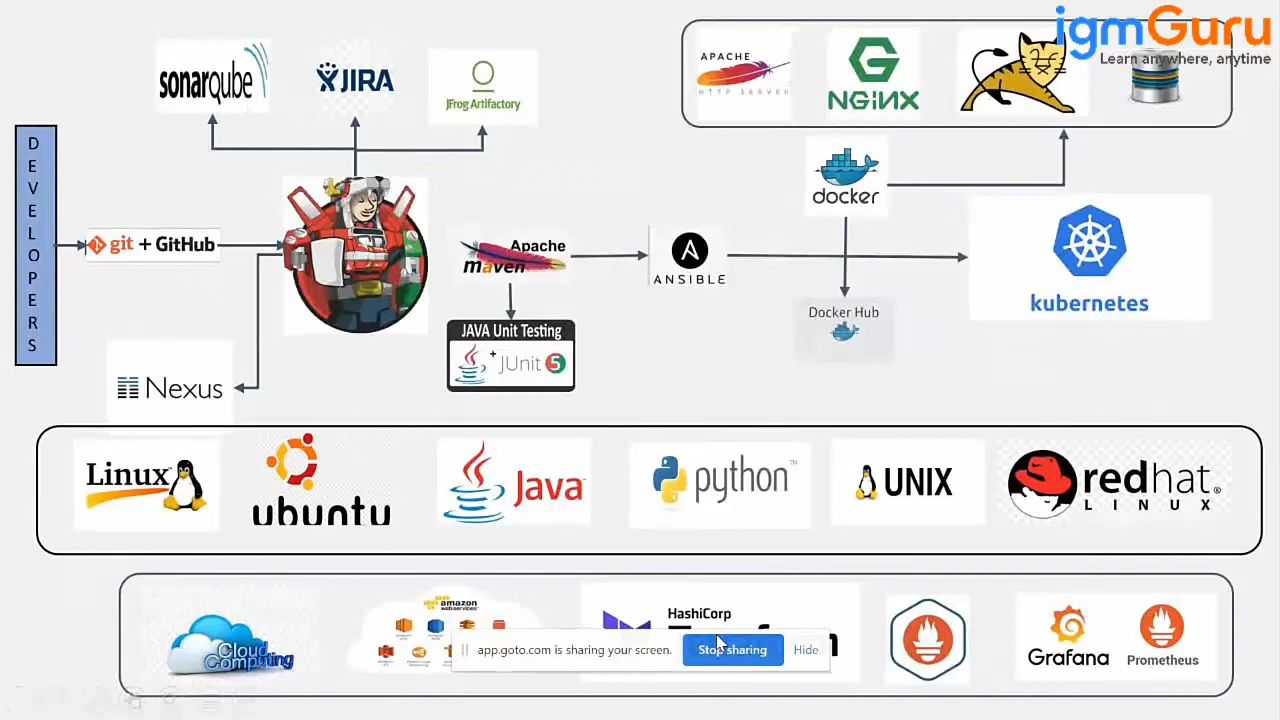 igmGuru
Learn anywhere, anytime
sonarqube
JIRA
JFrog Artifactory
APACHE
HTTP SERVER
NGiNX
DEVELOPERS
git + GitHub
Apache
maven
ANSIBLE
docker
kubernetes
Docker Hub
JAVA Unit Testing
+
JUnit 5
Nexus
Linux
ubuntu
Java
python™
UNIX
redhat®
LINUX
Cloud
Computing
amazon
webservices
HashiCorp
app.goto.com is sharing your screen.
Stop sharing
Hide
Grafana
Prometheus